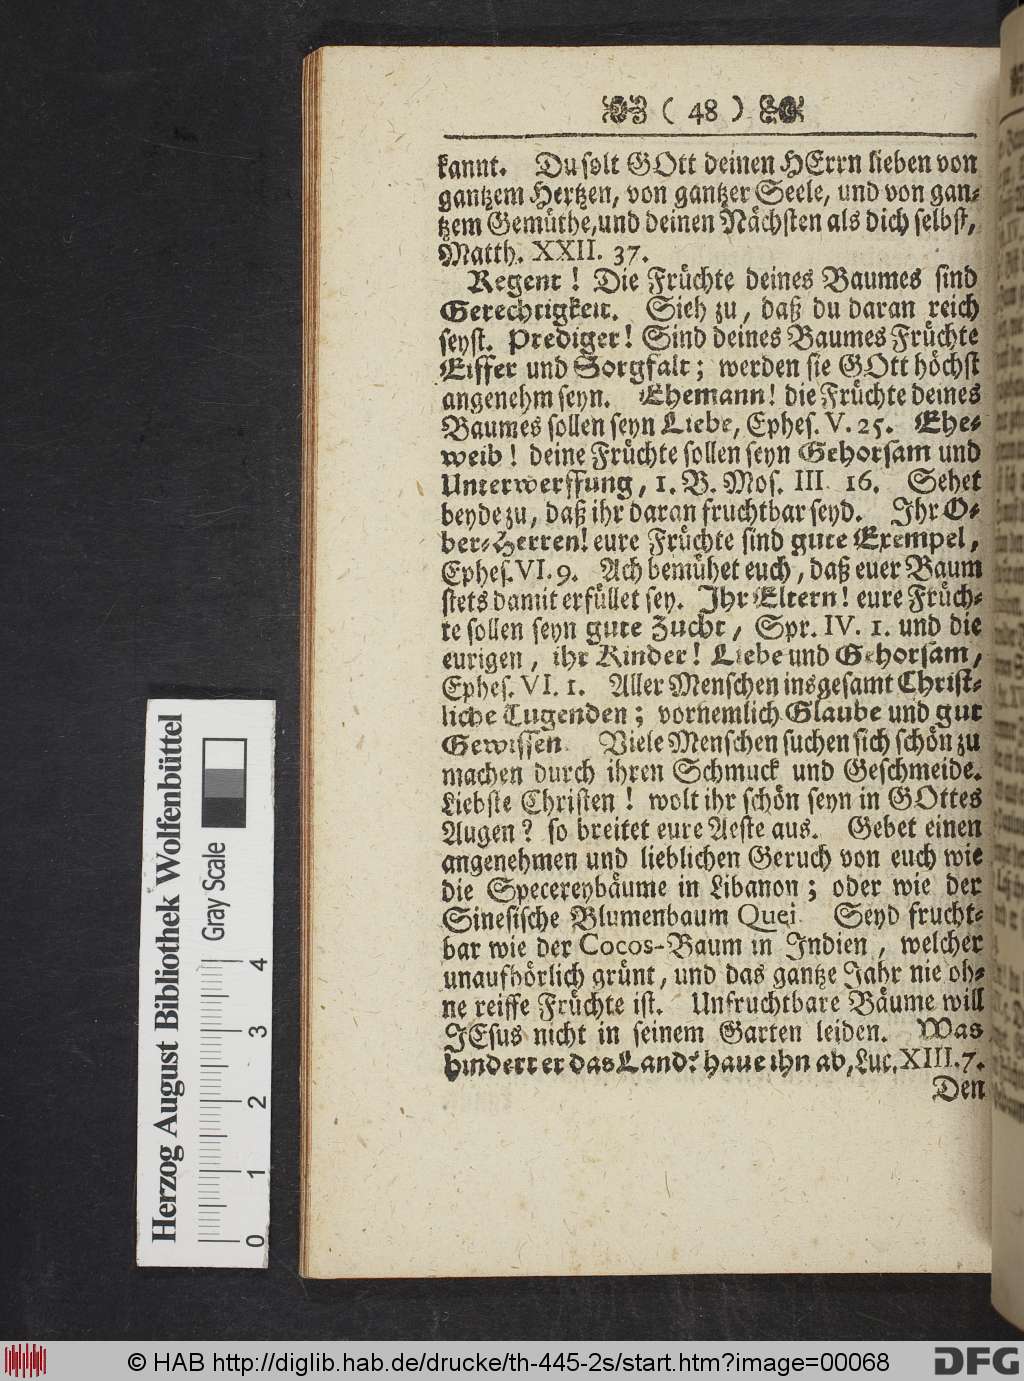 ( 48 )
kannt. Du solt GOtt deinen HErrn lieben von
gantzem Hertzen, von gantzer Seele, und von gan-
tzem Gemüthe, und deinen Nächsten als dich selbst,
Matth. XXII. 37.
Regent! Die Früchte deines Baumes sind
Gerechtigkeit. Sieh zu, daß du daran reich
seyst. Prediger! Sind deines Baumes Früchte
Eiffer und Sorgfalt; werden sie GOtt höchst
angenehm seyn. Ehemann! die Früchte deines
Baumes sollen seyn Liebe, Ephes. V. 25. Ehe-
weib! deine Früchte sollen seyn Gehorsam und
Unterwerffung, 1. B. Mos. III. 16. Sehet
beyde zu, daß ihr daran fruchtbar seyd. Ihr O-
ber-Herren! eure Früchte sind gute Exempel,
Ephes. VI. 9. Ach bemühet euch, daß euer Baum
stets damit erfüllet sey. Ihr Eltern! eure Früch-
te sollen seyn gute Zucht, Spr. IV. 1. und die
eurigen, ihr Kinder! Liebe und Gehorsam,
Ephes. VI. 1. Aller Menschen insgesamt Christ-
liche Tugenden; vornemlich Glaube und gut
Gewissen. Viele Menschen suchen sich schön zu
machen durch ihren Schmuck und Geschmeide.
Liebste Christen! wolt ihr schön seyn in GOttes
Augen? so breitet eure Aeste aus. Gebet einen
angenehmen und lieblichen Geruch von euch wie
die Specereybäume in Libanon; oder wie der
Sinesische Blumenbaum Quei. Seyd frucht-
bar wie der Cocos-Baum in Indien, welcher
unaufhörlich grünt, und das gantze Jahr nie oh-
ne reiffe Früchte ist. Unfruchtbare Bäume will
JEsus nicht in seinem Garten leiden. Was
hindert er das Land? haue ihn ab, Luc. XIII. 7.
Den
Herzog August Bibliothek Wolfenbüttel
Gray Scale
0 1 2 3 4
© HAB http://diglib.hab.de/drucke/th-445-2s/start.htm?image=00068
DFG